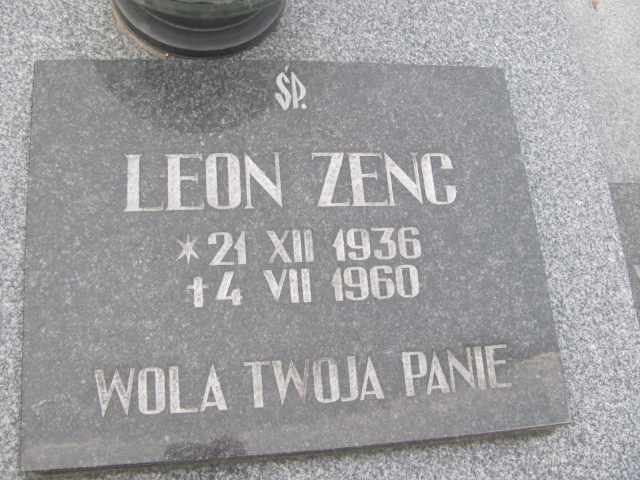 ŚP.
LEON ZENC
*21 XII 1936
†4 VII 1960
WOLA TWOJA PANIE